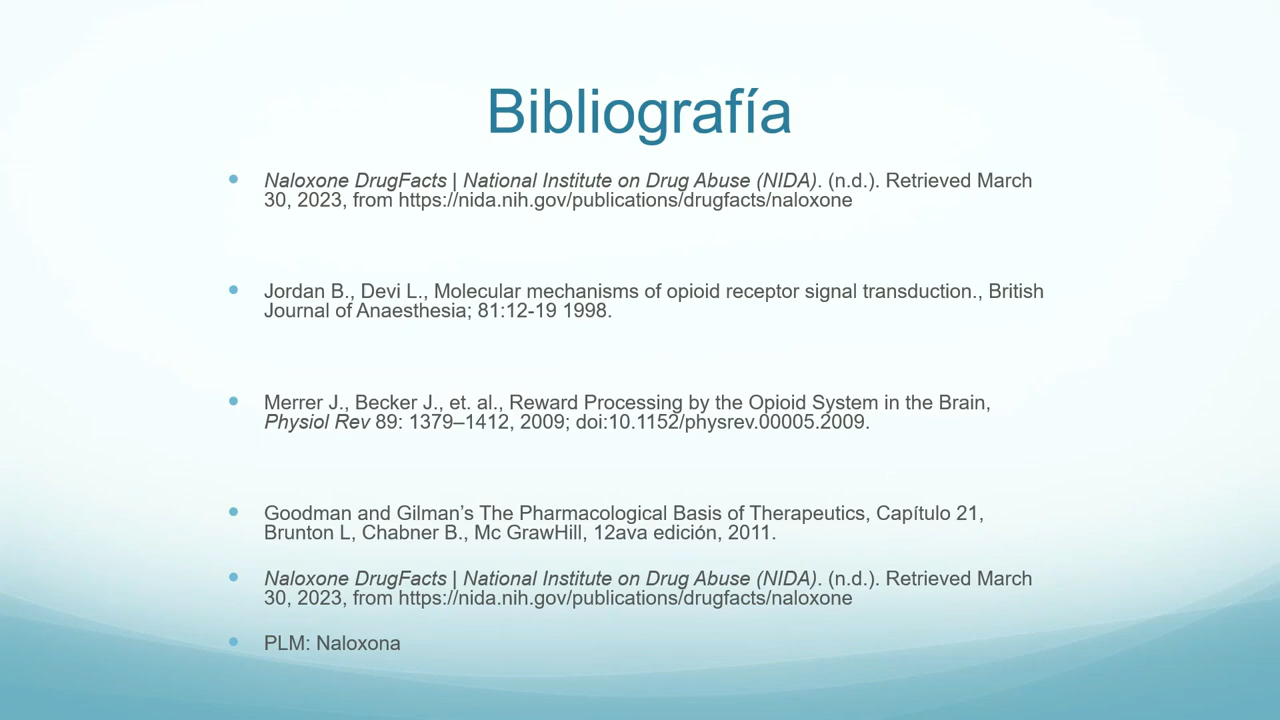 Bibliografía
• Naloxone DrugFacts | National Institute on Drug Abuse (NIDA). (n.d.). Retrieved March
30, 2023, from https://nida.nih.gov/publications/drugfacts/naloxone
• Jordan B., Devi L., Molecular mechanisms of opioid receptor signal transduction., British
Journal of Anaesthesia; 81:12-19 1998.
• Merrer J., Becker J., et. al., Reward Processing by the Opioid System in the Brain,
Physiol Rev 89: 1379–1412, 2009; doi:10.1152/physrev.00005.2009.
• Goodman and Gilman’s The Pharmacological Basis of Therapeutics, Capítulo 21,
Brunton L, Chabner B., Mc GrawHill, 12ava edición, 2011.
• Naloxone DrugFacts | National Institute on Drug Abuse (NIDA). (n.d.). Retrieved March
30, 2023, from https://nida.nih.gov/publications/drugfacts/naloxone
• PLM: Naloxona